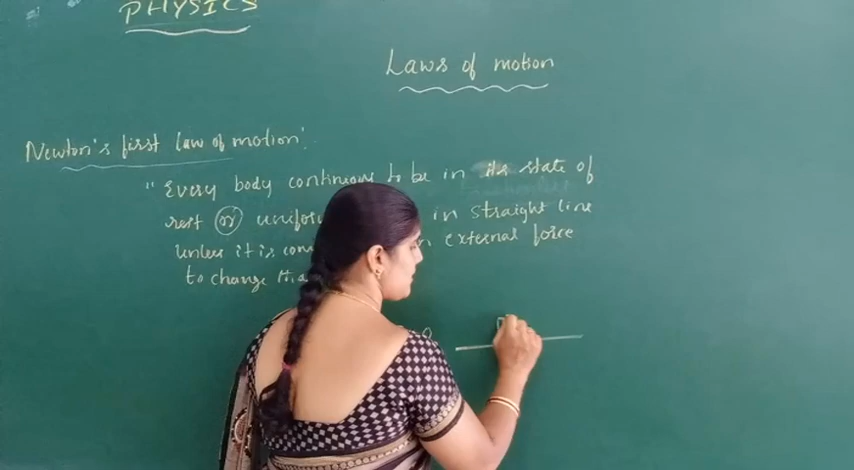 PHYSICS
Laws of motion
Newton's first law of motion:
"Every body continuous to be in its state of
rest or in straight line
unless it is external force
to change